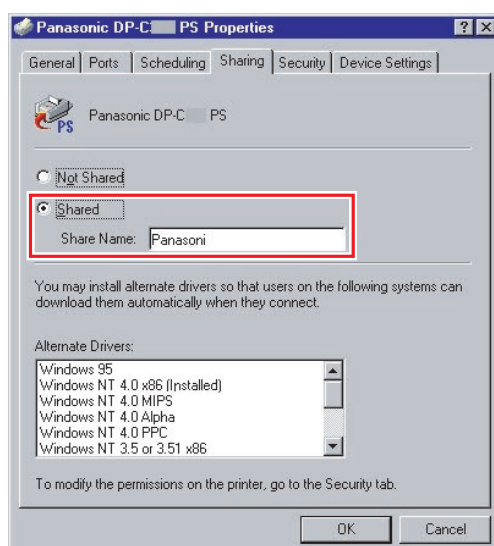 Panasonic DP-C PS Properties
General Ports Scheduling Sharing Security Device Settings
PS
Panasonic DP-C PS
Not Shared
Shared
Share Name: Panasoni
You may install alternate drivers so that users on the following systems can
download them automatically when they connect.
Alternate Drivers:
Windows 95
Windows NT 4.0 x86 (Installed)
Windows NT 4.0 MIPS
Windows NT 4.0 Alpha
Windows NT 4.0 PPC
Windows NT 3.5 or 3.51 x86
To modify the permissions on the printer, go to the Security tab.
OK Cancel